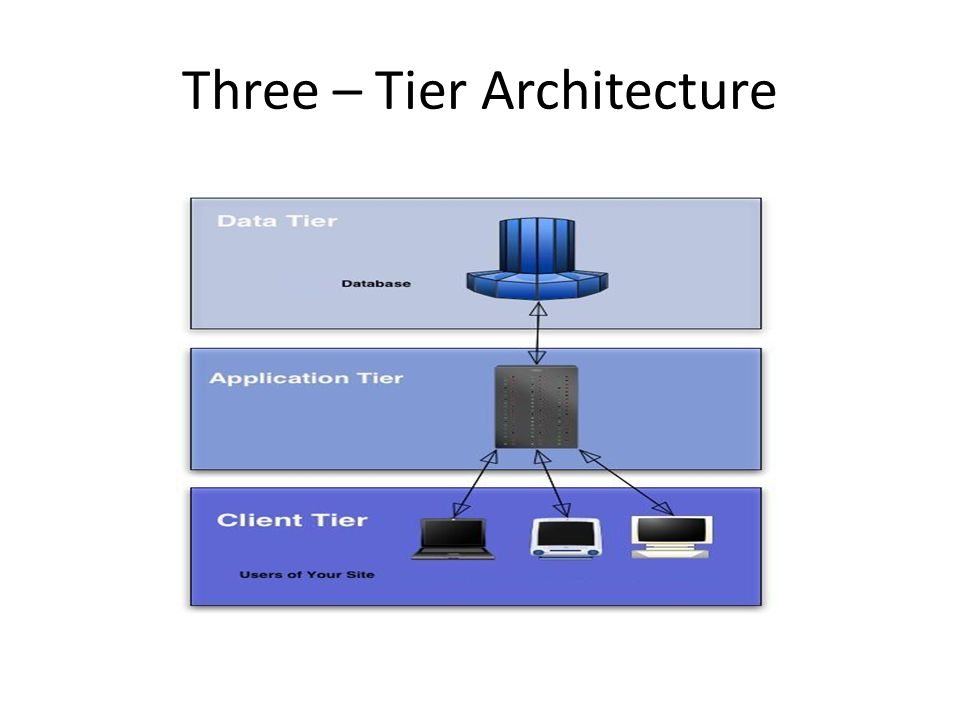 Three – Tier Architecture
Data Tier
Database
Application Tier
Client Tier
Users of Your Site